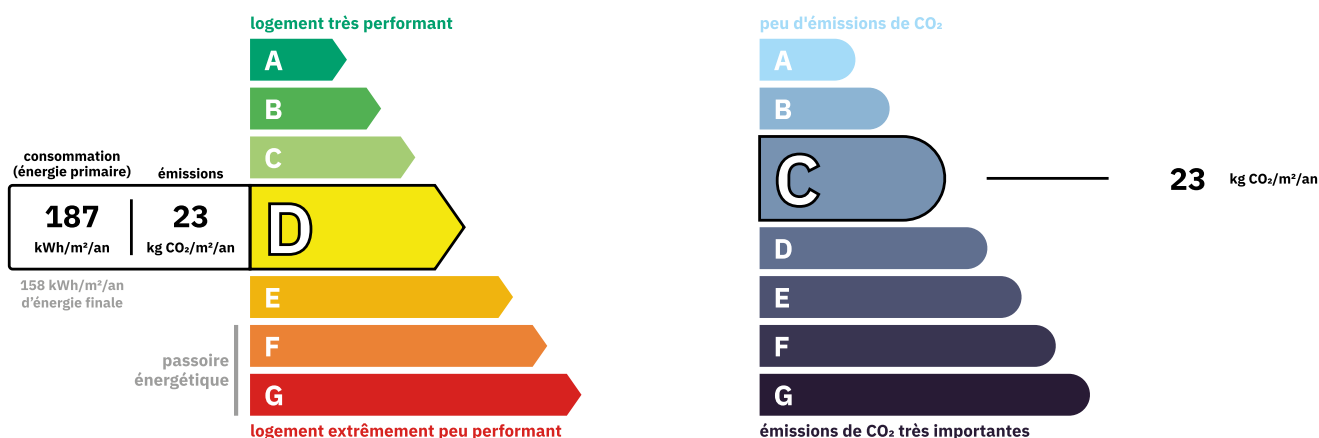 logement très performant
A
B
C
consommation
(énergie primaire)
émissions
187
kWh/m²/an
23
kg CO₂/m²/an
D
158 kWh/m²/an
d'énergie finale
E
passoire
énergétique
F
G
logement extrêmement peu performant
peu d'émissions de CO₂
A
B
C
23 kg CO₂/m²/an
D
E
F
G
émissions de CO₂ très importantes